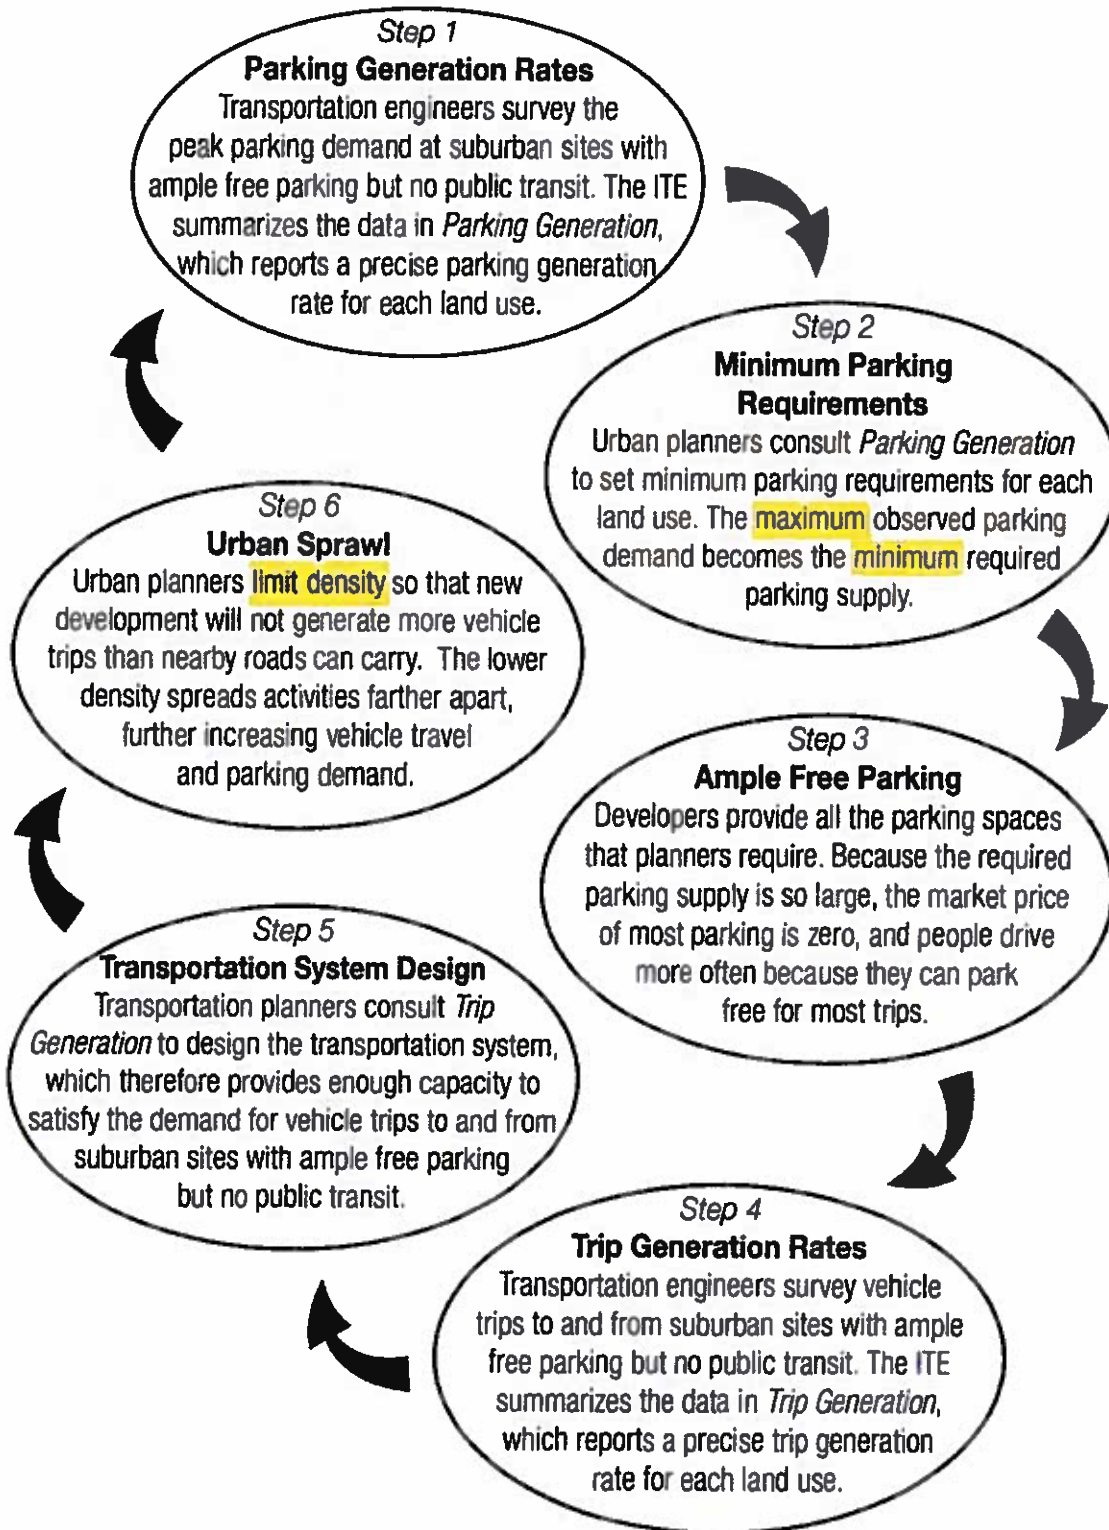 Step 1
Parking Generation Rates
Transportation engineers survey the
peak parking demand at suburban sites with
ample free parking but no public transit. The ITE
summarizes the data in Parking Generation,
which reports a precise parking generation
rate for each land use.
Step 2
Minimum Parking
Requirements
Urban planners consult Parking Generation
to set minimum parking requirements for each
land use. The maximum observed parking
demand becomes the minimum required
parking supply.
Step 3
Ample Free Parking
Developers provide all the parking spaces
that planners require. Because the required
parking supply is so large, the market price
of most parking is zero, and people drive
more often because they can park
free for most trips.
Step 4
Trip Generation Rates
Transportation engineers survey vehicle
trips to and from suburban sites with ample
free parking but no public transit. The ITE
summarizes the data in Trip Generation,
which reports a precise trip generation
rate for each land use.
Step 5
Transportation System Design
Transportation planners consult Trip
Generation to design the transportation system,
which therefore provides enough capacity to
satisfy the demand for vehicle trips to and from
suburban sites with ample free parking
but no public transit.
Step 6
Urban Sprawl
Urban planners limit density so that new
development will not generate more vehicle
trips than nearby roads can carry. The lower
density spreads activities farther apart,
further increasing vehicle travel
and parking demand.